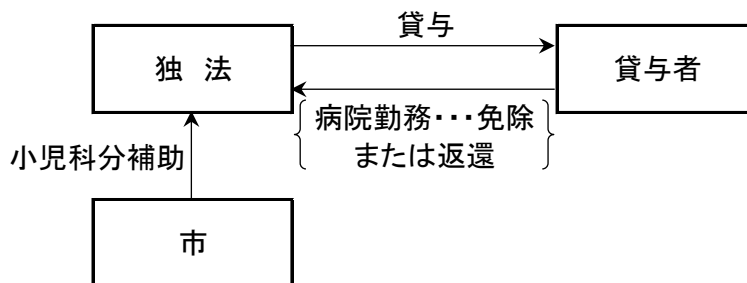 貸与
独 法
貸与者
病院勤務・・・免除
または返還
小児科分補助
市